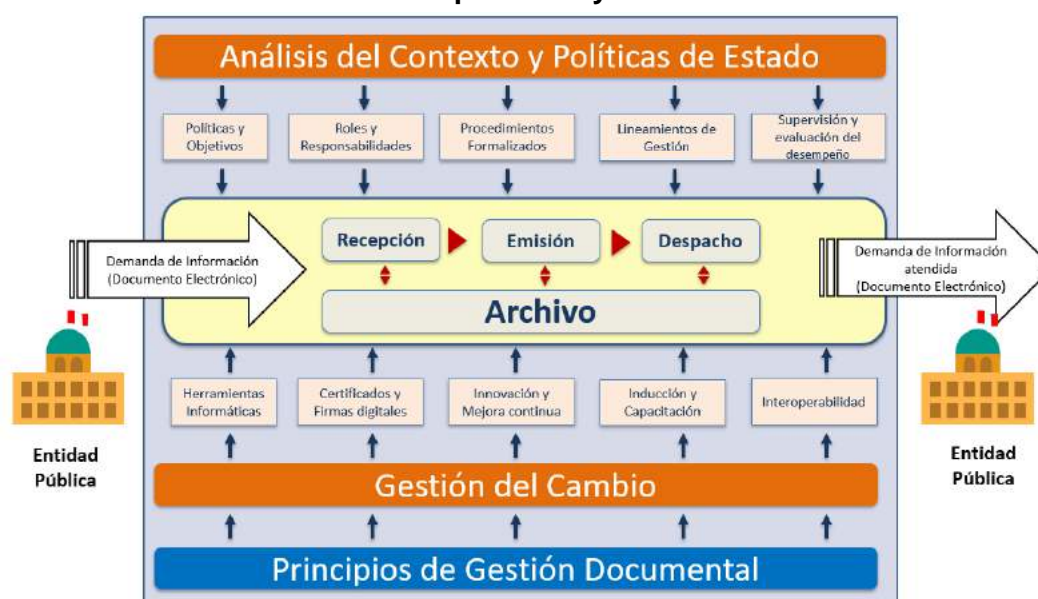 Análisis del Contexto y Políticas de Estado
Políticas y
Objetivos
Roles y
Responsabilidades
Procedimientos
Formalizados
Lineamientos de
Gestión
Supervisión y
evaluación del
desempeño
Demanda de Información
(Documento Electrónico)
Recepción
Emisión
Despacho
Archivo
Demanda de Información
atendida
(Documento Electrónico)
Entidad
Pública
Herramientas
Informáticas
Certificados y
Firmas digitales
Innovación y
Mejora continua
Inducción y
Capacitación
Interoperabilidad
Entidad
Pública
Gestión del Cambio
Principios de Gestión Documental